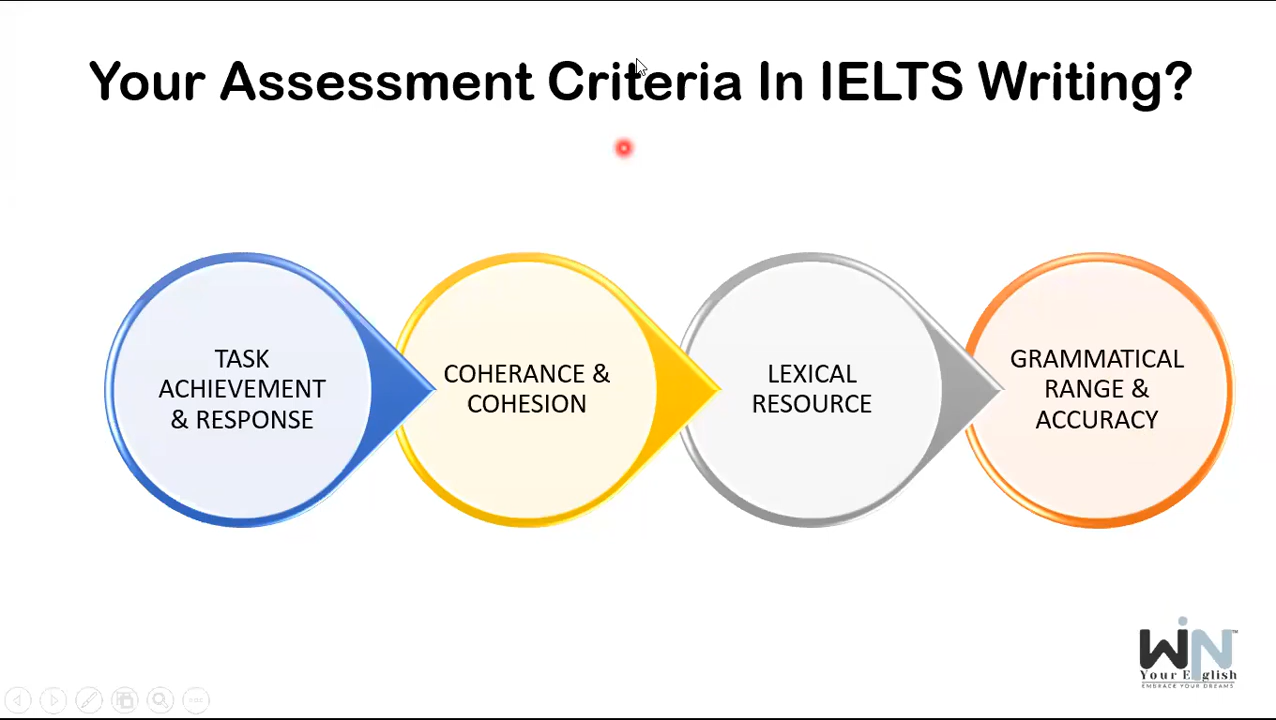 Your Assessment Criteria In IELTS Writing?
TASK
ACHIEVEMENT
& RESPONSE
COHERANCE &
COHESION
LEXICAL
RESOURCE
GRAMMATICAL
RANGE &
ACCURACY
WiN™
Your English
EMBRACE YOUR DREAMS